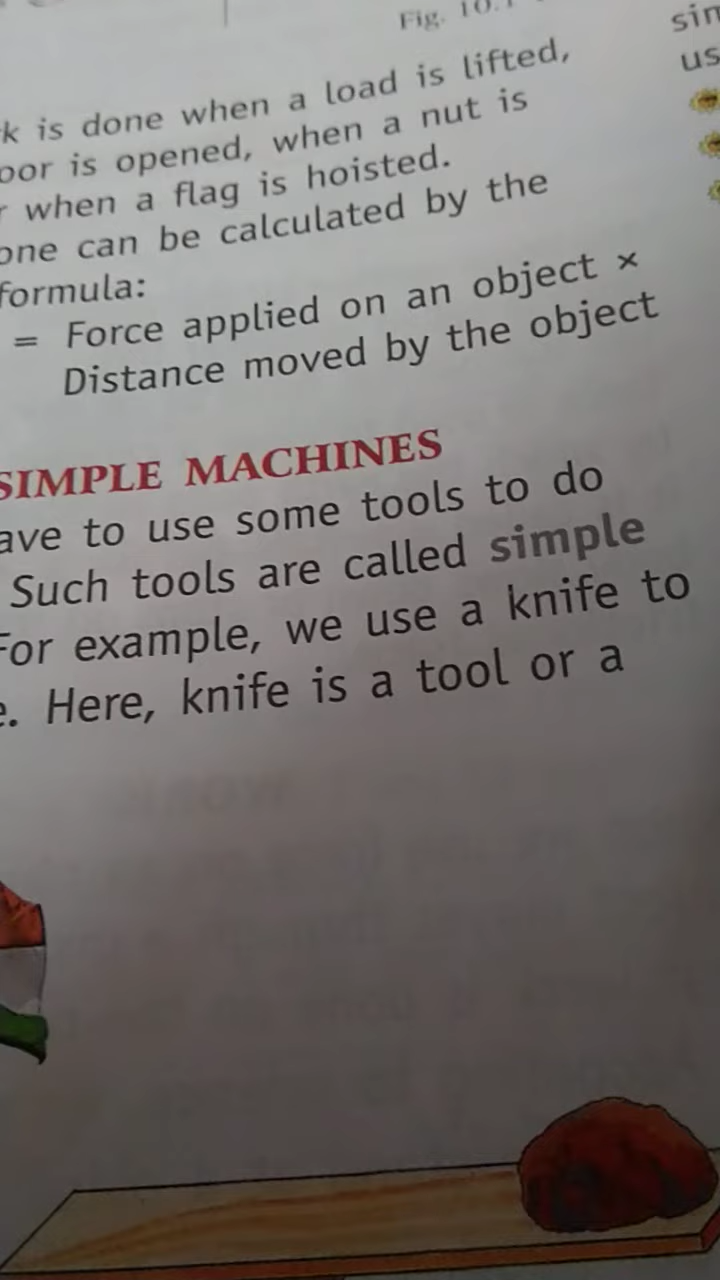 Fig. 10.1
k is done when a load is lifted,
oor is opened, when a nut is
r when a flag is hoisted.
one can be calculated by the
formula:
= Force applied on an object ×
Distance moved by the object
SIMPLE MACHINES
ave to use some tools to do
Such tools are called simple
For example, we use a knife to
e. Here, knife is a tool or a
sim
us